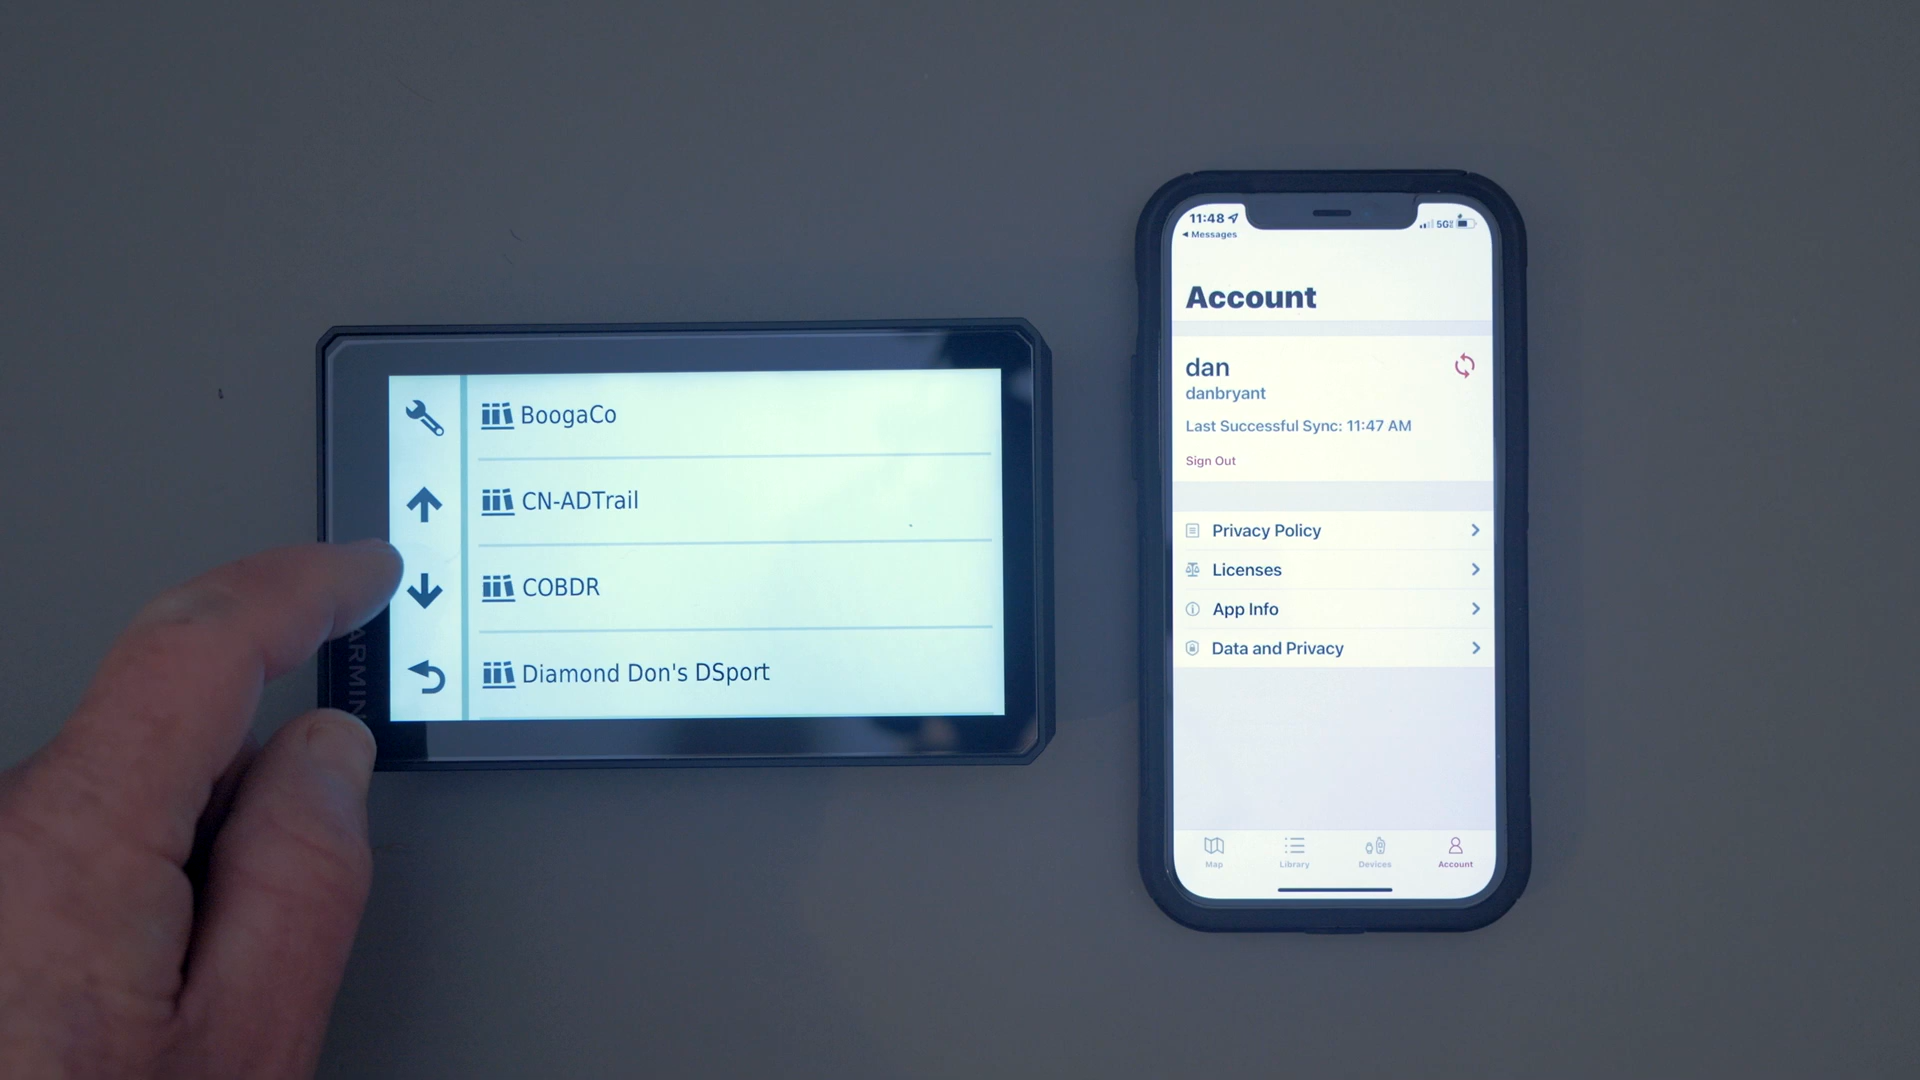 BoogaCo
CN-ADTrail
COBDR
Diamond Don's DSport
GARMIN
11:48
5G
Messages
Account
dan
danbryant
Last Successful Sync: 11:47 AM
Sign Out
Privacy Policy
Licenses
App Info
Data and Privacy
Map
Library
Devices
Account